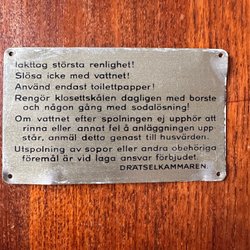 Iakttag största renlighet!
Slösa icke med vattnet!
Använd endast toilettpapper!
Rengör klosettskålen dagligen med borste
och någon gång med sodalösning!
Om vattnet efter spolningen ej upphör att
rinna eller annat fel å anläggningen upp
står, anmäl detta genast till husvärden.
Utspolning av sopor eller andra obehöriga
föremål är vid laga ansvar förbjudet.
DRÄTSELKAMMAREN.